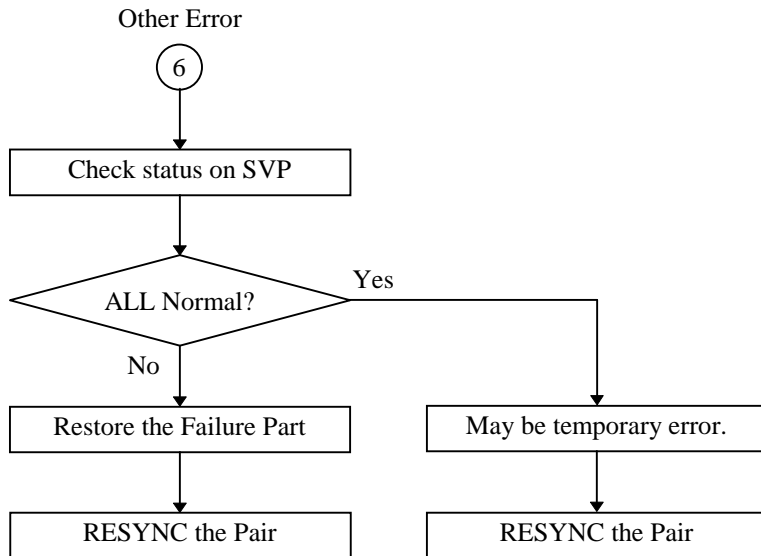 Other Error
6
Check status on SVP
ALL Normal?
Yes
No
Restore the Failure Part
May be temporary error.
RESYNC the Pair
RESYNC the Pair